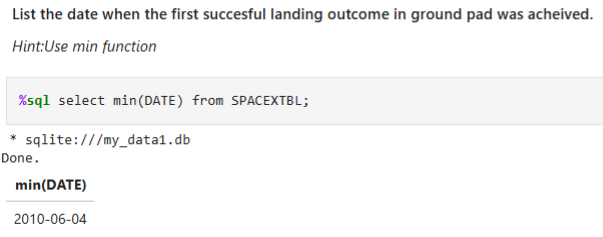 List the date when the first succesful landing outcome in ground pad was acheived.
Hint:Use min function
%sql select min(DATE) from SPACEXTBL;
* sqlite:///my_data1.db
Done.
min(DATE)
2010-06-04